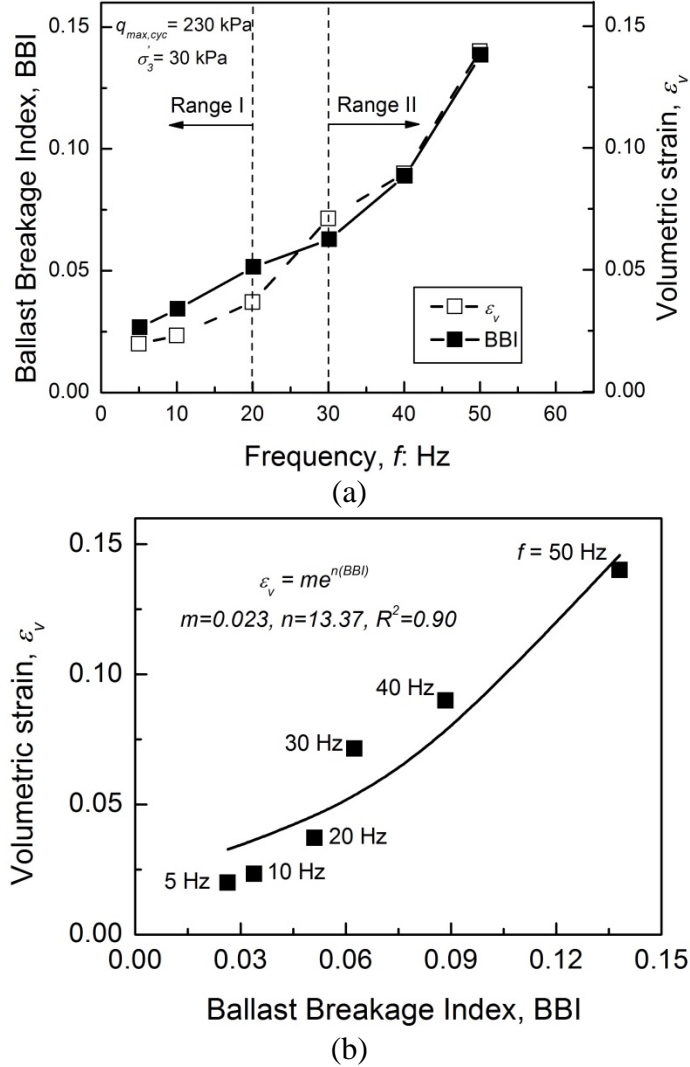 0.15
0.10
0.05
0.00
Ballast Breakage Index, BBI
q_max,cyc = 230 kPa
σ'_3 = 30 kPa
Range I
Range II
ε_v
BBI
0.15
0.10
0.05
0.00
Volumetric strain, ε_v
0 10 20 30 40 50
Frequency, f: Hz
(a)
0.15
0.10
0.05
0.00
Volumetric strain, ε_v
f = 50 Hz
ε_v = me^n(BBI)
m=0.023, n=13.37, R²=0.90
40 Hz
30 Hz
20 Hz
5 Hz
10 Hz
0.00 0.03 0.06 0.09 0.12 0.15
Ballast Breakage Index, BBI
(b)